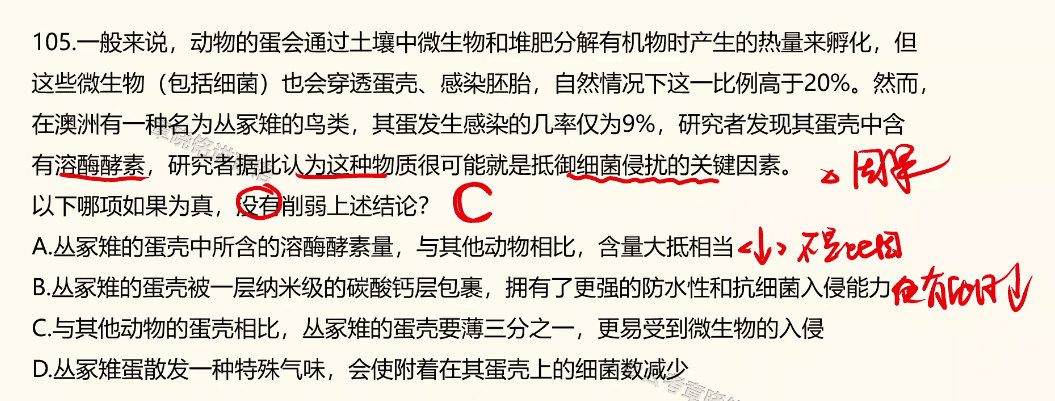 105.一般来说，动物的蛋会通过土壤中微生物和堆肥分解有机物时产生的热量来孵化，但
这些微生物（包括细菌）也会穿透蛋壳、感染胚胎，自然情况下这一比例高于20%。然而，
在澳洲有一种名为丛冢雉的鸟类，其蛋发生感染的几率仅为9%，研究者发现其蛋壳中含
有溶酶酵素，研究者据此认为这种物质很可能就是抵御细菌侵扰的关键因素。
因果
以下哪项如果为真，没有削弱上述结论？
C
A.丛冢雉的蛋壳中所含的溶酶酵素量，与其他动物相比，含量大抵相当
不是此因
B.丛冢雉的蛋壳被一层纳米级的碳酸钙层包裹，拥有了更强的防水性和抗细菌入侵能力
C.与其他动物的蛋壳相比，丛冢雉的蛋壳要薄三分之一，更易受到微生物的入侵
D.丛冢雉蛋散发一种特殊气味，会使附着在其蛋壳上的细菌数减少